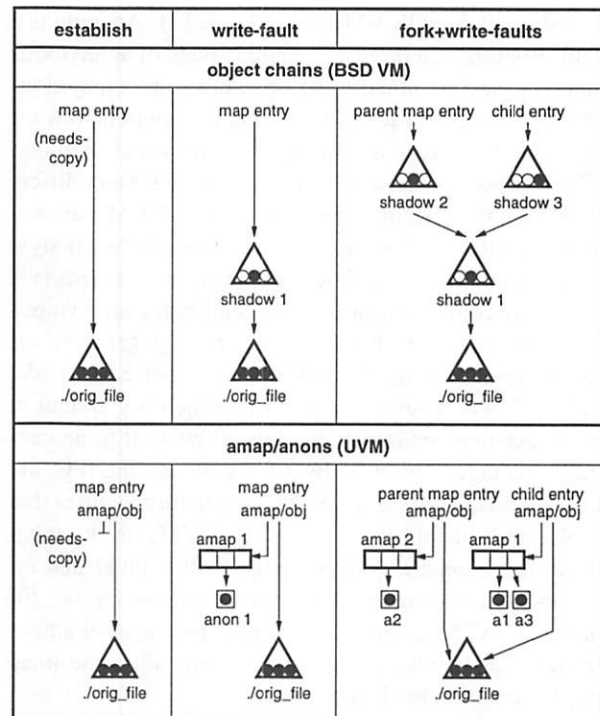 establish
write-fault
fork+write-faults
object chains (BSD VM)
map entry
(needs-
copy)
./orig_file
map entry
shadow 1
./orig_file
parent map entry
child entry
shadow 2
shadow 3
shadow 1
./orig_file
amap/anons (UVM)
map entry
amap/obj
(needs-
copy)
./orig_file
map entry
amap/obj
amap 1
anon 1
./orig_file
parent map entry
amap/obj
child entry
amap/obj
amap 2
amap 1
a2
a1 a3
./orig_file